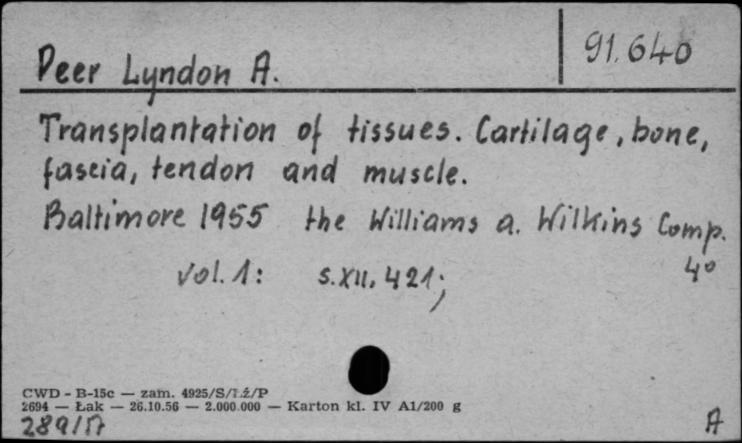 Peer Lyndon A.
91.640
Transplantation of tissues. Cartilage, bone,
fascia, tendon and muscle.
Baltimore 1955 the Williams a. Wilkins Comp.
4°
vol. 1: s.XII, 421;
CWD - B-15c — zam. 4925/S/Ł.ż/P
2694 — Łak — 26.10.56 — 2.000.000 — Karton kl. IV A1/200 g
A